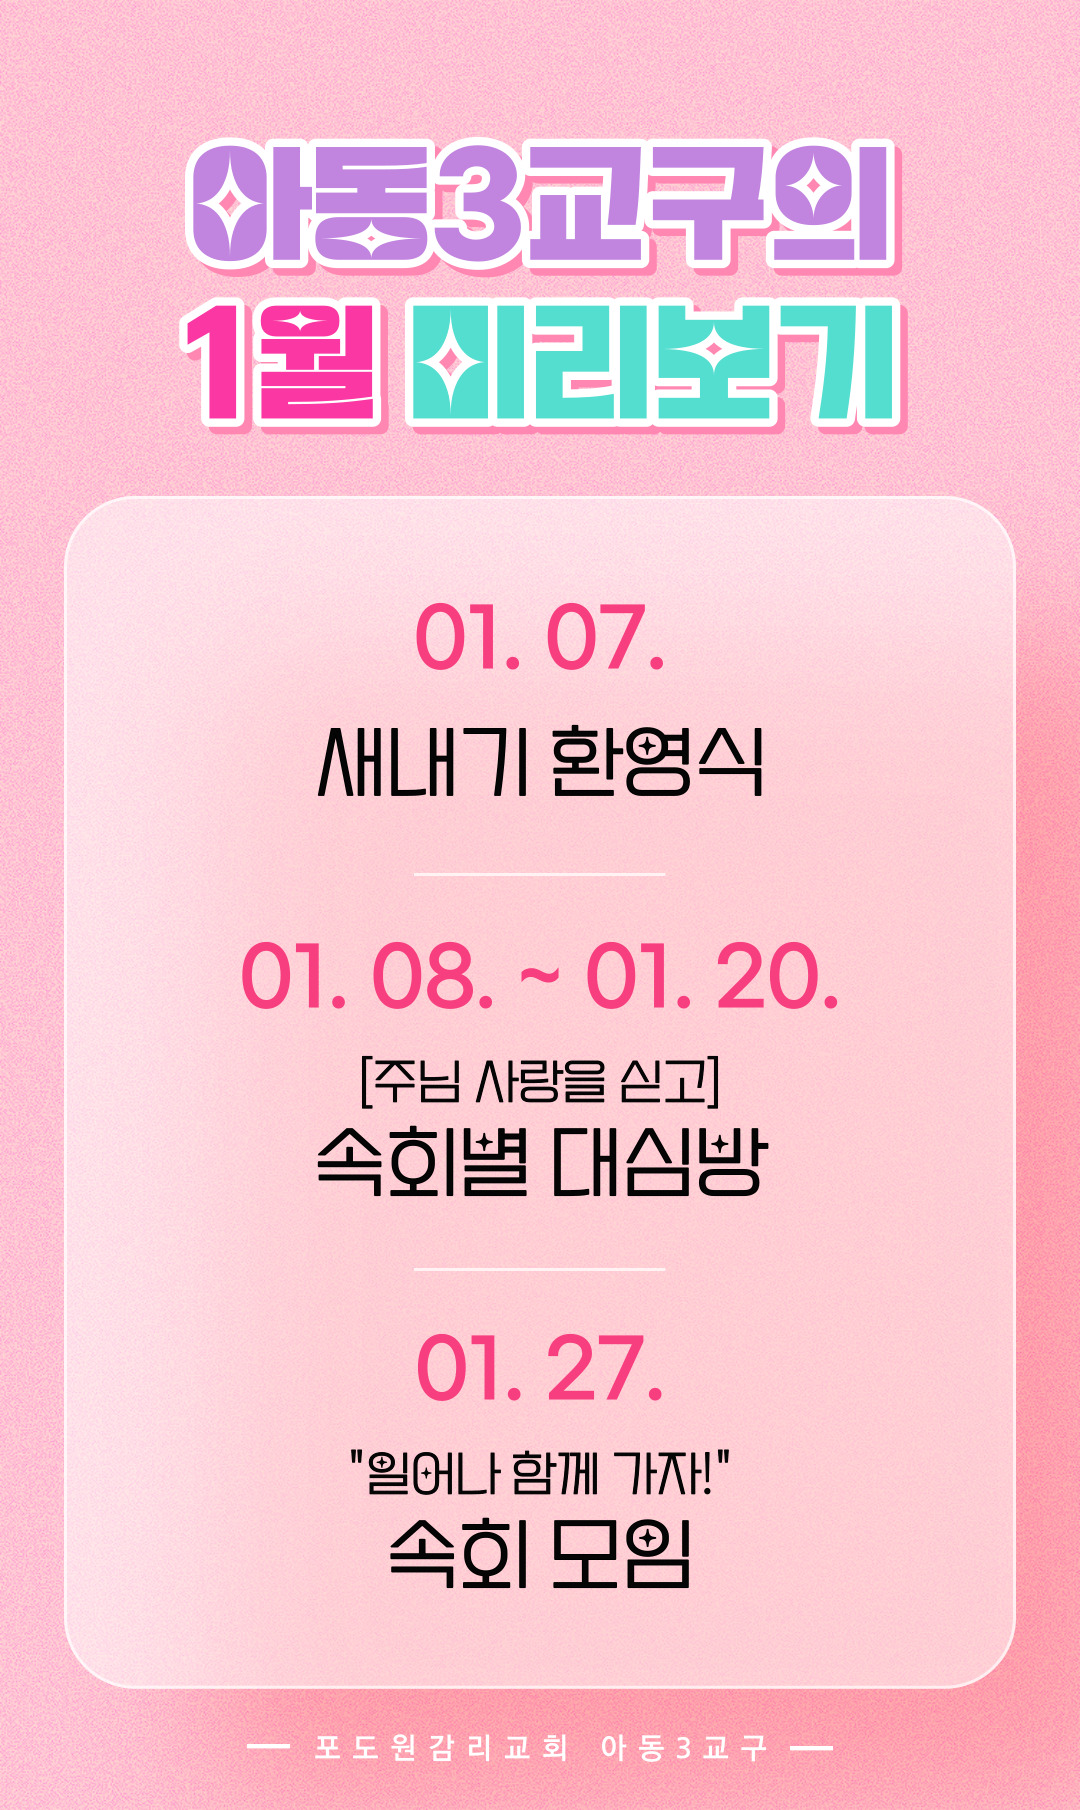 아동3교구의
1월 미리보기
01. 07.
새내기 환영식
01. 08. ~ 01. 20.
[주님 사랑을 싣고]
속회별 대심방
01. 27.
"일어나 함께 가자!"
속회 모임
포도원감리교회 아동3교구